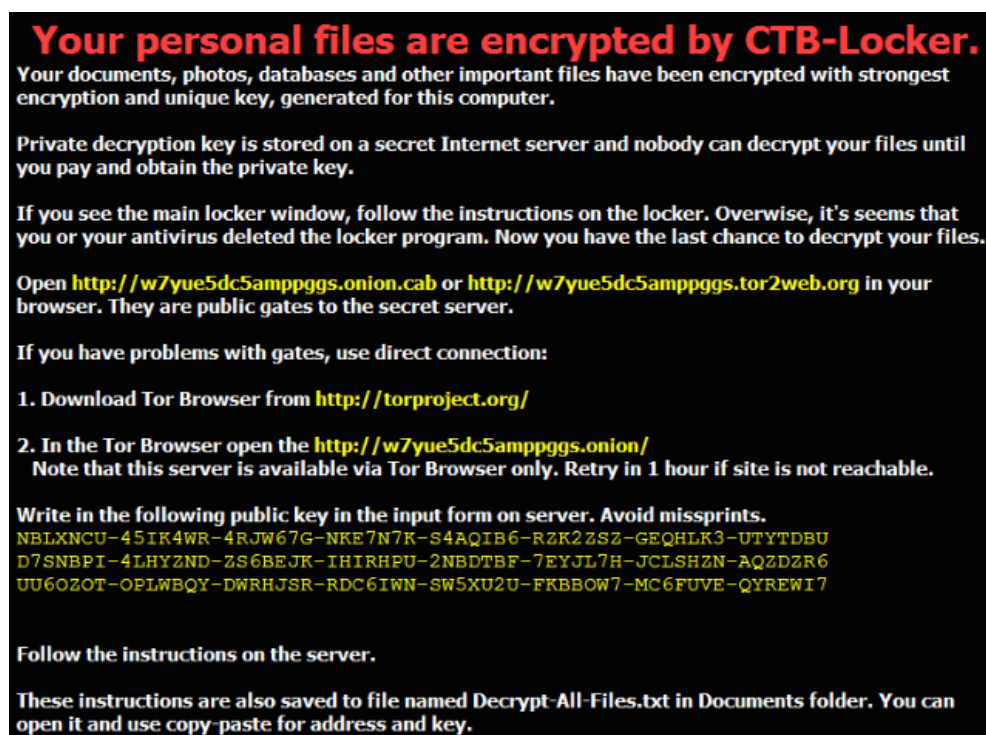 Your personal files are encrypted by CTB-Locker.
Your documents, photos, databases and other important files have been encrypted with strongest
encryption and unique key, generated for this computer.
Private decryption key is stored on a secret Internet server and nobody can decrypt your files until
you pay and obtain the private key.
If you see the main locker window, follow the instructions on the locker. Overwise, it's seems that
you or your antivirus deleted the locker program. Now you have the last chance to decrypt your files.
Open http://w7yue5dc5amppggs.onion.cab or http://w7yue5dc5amppggs.tor2web.org in your
browser. They are public gates to the secret server.
If you have problems with gates, use direct connection:
1. Download Tor Browser from http://torproject.org/
2. In the Tor Browser open the http://w7yue5dc5amppggs.onion/
Note that this server is available via Tor Browser only. Retry in 1 hour if site is not reachable.
Write in the following public key in the input form on server. Avoid missprints.
NBLXNCU-45IK4WR-4RJW67G-NKE7N7K-S4AQIB6-RZK2ZSZ-GEQHLK3-UTYTDBU
D7SNBPI-4LHYZND-ZS6BEJK-IHIRHPU-2NBDTBF-7EYJL7H-JCLSHZN-AQZDZR6
UU6OZOT-OPLWBQY-DWRHJSR-RDC6IWN-SW5XU2U-FKBBOW7-MC6FUVE-QYREWI7
Follow the instructions on the server.
These instructions are also saved to file named Decrypt-All-Files.txt in Documents folder. You can
open it and use copy-paste for address and key.